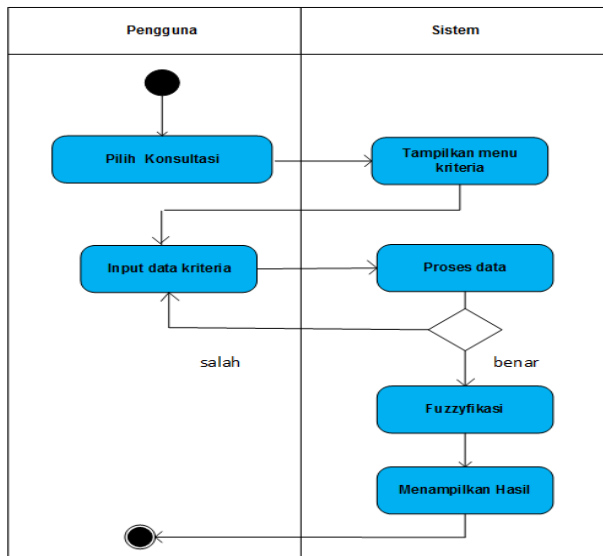 Pengguna
Sistem
Pilih Konsultasi
Tampilkan menu
kriteria
Input data kriteria
Proses data
salah
benar
Fuzzyfikasi
Menampilkan Hasil